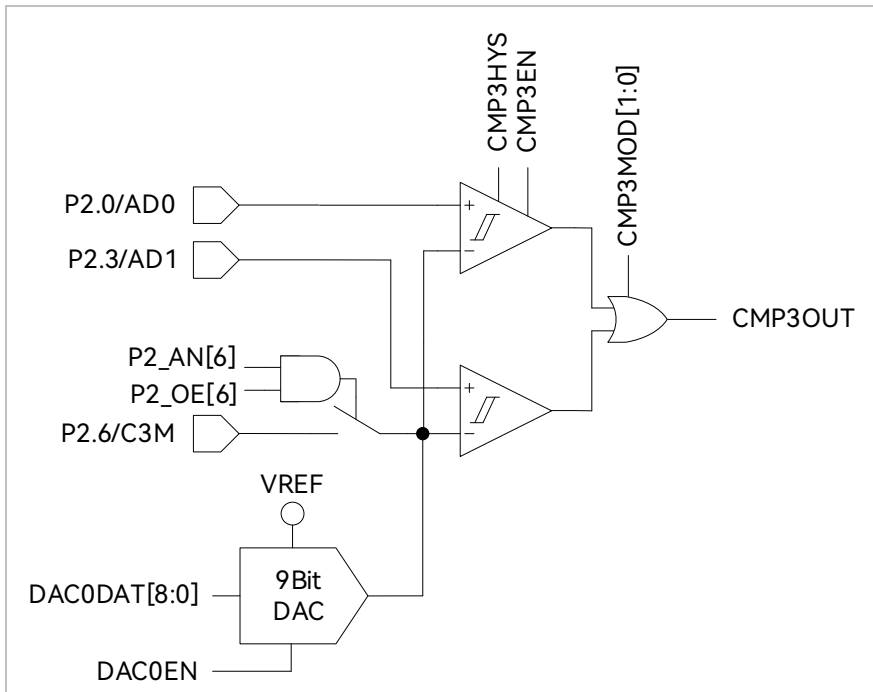 CMP3HYS
CMP3EN
CMP3MOD[1:0]
P2.0/AD0
+
-
P2.3/AD1
CMP3OUT
P2_AN[6]
P2_OE[6]
+
-
P2.6/C3M
VREF
9Bit
DAC
DAC0DAT[8:0]
DAC0EN